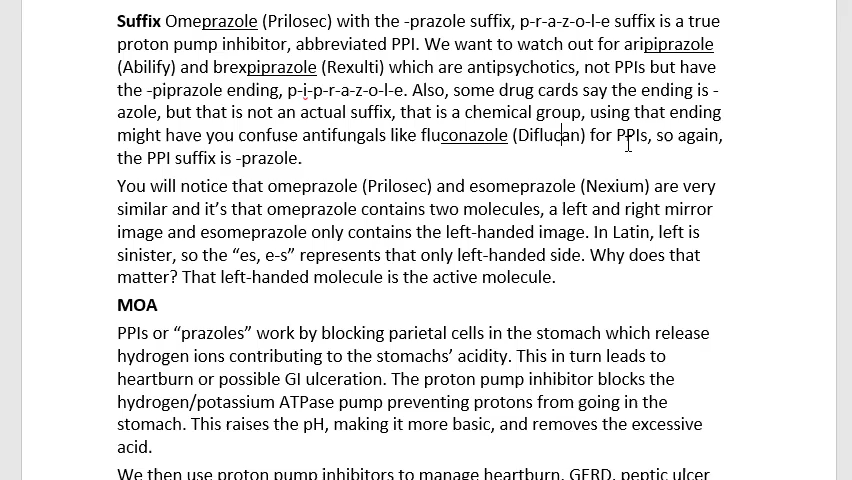 Suffix Omeprazole (Prilosec) with the -prazole suffix, p-r-a-z-o-l-e suffix is a true
proton pump inhibitor, abbreviated PPI. We want to watch out for aripiprazole
(Abilify) and brexpiprazole (Rexulti) which are antipsychotics, not PPIs but have
the -piprazole ending, p-i-p-r-a-z-o-l-e. Also, some drug cards say the ending is -
azole, but that is not an actual suffix, that is a chemical group, using that ending
might have you confuse antifungals like fluconazole (Diflucan) for PPIs, so again,
the PPI suffix is -prazole.
You will notice that omeprazole (Prilosec) and esomeprazole (Nexium) are very
similar and it’s that omeprazole contains two molecules, a left and right mirror
image and esomeprazole only contains the left-handed image. In Latin, left is
sinister, so the “es, e-s” represents that only left-handed side. Why does that
matter? That left-handed molecule is the active molecule.
MOA
PPIs or “prazoles” work by blocking parietal cells in the stomach which release
hydrogen ions contributing to the stomachs’ acidity. This in turn leads to
heartburn or possible GI ulceration. The proton pump inhibitor blocks the
hydrogen/potassium ATPase pump preventing protons from going in the
stomach. This raises the pH, making it more basic, and removes the excessive
acid.
We then use proton pump inhibitors to manage heartburn, GERD, peptic ulcer